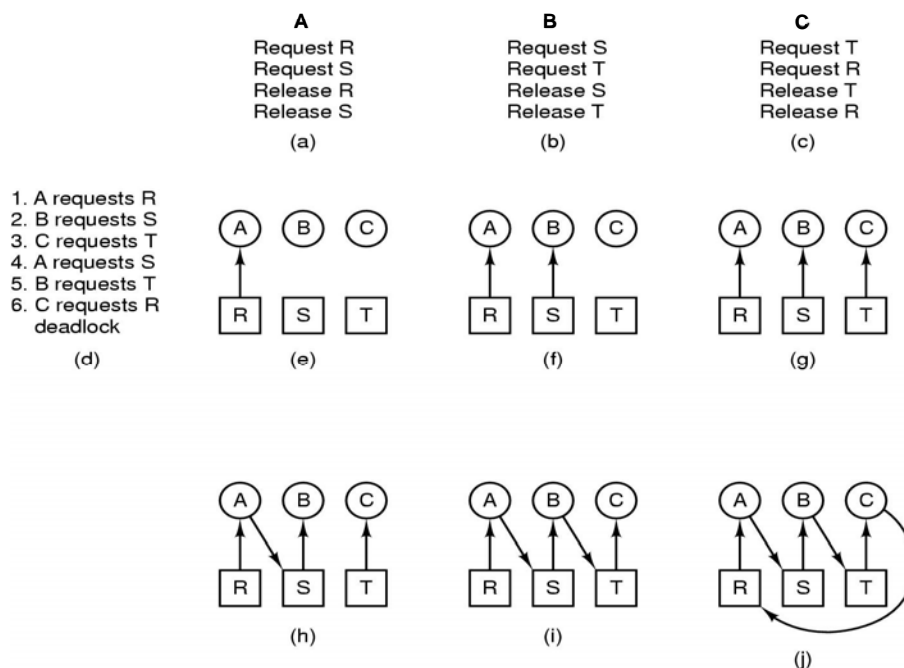 A B C
Request R
Request S
Release R
Release S
(a)
Request S
Request T
Release S
Release T
(b)
Request T
Request R
Release T
Release R
(c)
1. A requests R
2. B requests S
3. C requests T
4. A requests S
5. B requests T
6. C requests R
deadlock
(d)
A B C
R S T
(e)
A B C
R S T
(f)
A B C
R S T
(g)
A B C
R S T
(h)
A B C
R S T
(i)
A B C
R S T
(j)